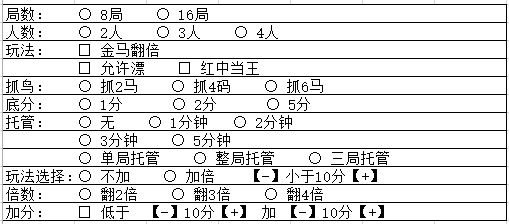 局数： ○ 8局 ○ 16局
人数： ○ 2人 ○ 3人 ○ 4人
玩法： □ 金马翻倍
□ 允许漂 □ 红中当王
抓鸟： ○ 抓2马 ○ 抓4码 ○ 抓6马
底分： ○ 1分 ○ 2分 ○ 5分
托管： ○ 无 ○ 1分钟 ○ 2分钟
○ 3分钟 ○ 5分钟
○ 单局托管 ○ 整局托管 ○ 三局托管
玩法选择：○ 不加 ○ 加倍 【-】小于10分【+】
倍数： ○ 翻2倍 ○ 翻3倍 ○ 翻4倍
加分： □ 低于 【-】10分【+】 加 【-】10分【+】